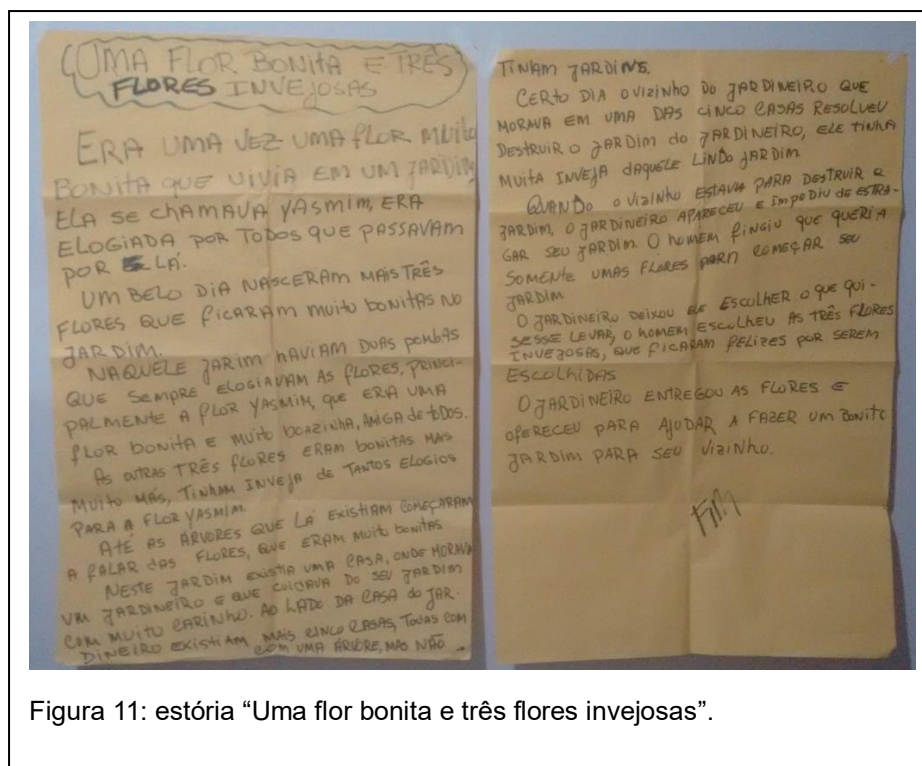 UMA FLOR BONITA E TRÊS
FLORES INVEJOSAS
ERA UMA VEZ UMA FLOR MUITO
BONITA QUE VIVIA EM UM JARDIM,
ELA SE CHAMAVA YASMIM, ERA
ELOGIADA POR TODOS QUE PASSAVAM
POR LÁ.
UM BELO DIA NASCERAM MAIS TRÊS
FLORES QUE FICARAM MUITO BONITAS NO
JARDIM.
NAQUELE JARIM HAVIAM DUAS POMBAS
QUE SEMPRE ELOGIAVAM AS FLORES, PRINCI-
PALMENTE A FLOR YASMIM, QUE ERA UMA
FLOR BONITA E MUITO BOAZINHA, AMIGA DE TODOS.
AS OUTRAS TRÊS FLORES ERAM BONITAS MAIS
MUITO MÁS, TINHAM INVEJA DE TANTOS ELOGIOS
PARA A FLOR YASMIM
ATÉ AS ÁRVORES QUE LÁ EXISTIAM COMEÇARAM
A FALAR DAS FLORES, QUE ERAM MUITO BONITAS
NESTE JARDIM EXISTIA UMA CASA, ONDE MORAVA
UM JARDINEIRO E QUE CUIDAVA DO SEU JARDIM
COM MUITO CARINHO. AO LADO DA CASA DO JAR-
DINEIRO EXISTIAM MAIS CINCO CASAS, TODAS COM
COM UMA ÁRVORE, MAS NÃO
TINAM JARDINS.
CERTO DIA O VIZINHO DO JARDINEIRO QUE
MORAVA EM UMA DAS CINCO CASAS RESOLVEU
DESTRUIR O JARDIM DO JARDINEIRO, ELE TINHA
MUITA INVEJA DAQUELE LINDO JARDIM
QUANDO O VIZINHO ESTAVA PARA DESTRUIR O
JARDIM, O JARDINEIRO APARECEU E IMPEDIU DE ESTRA-
GAR SEU JARDIM. O HOMEM FINGIU QUE QUERIA
SOMENTE UMAS FLORES PARA COMEÇAR SEU
JARDIM
O JARDINEIRO DEIXOU ELE ESCOLHER O QUE QUI-
SESSE LEVAR, O HOMEM ESCOLHEU AS TRÊS FLORES
INVEJOSAS, QUE FICARAM FELIZES POR SEREM
ESCOLHIDAS
O JARDINEIRO ENTREGOU AS FLORES E
OFERECEU PARA AJUDAR A FAZER UM BONITO
JARDIM PARA SEU VIZINHO.
FIM
Figura 11: estória “Uma flor bonita e três flores invejosas”.